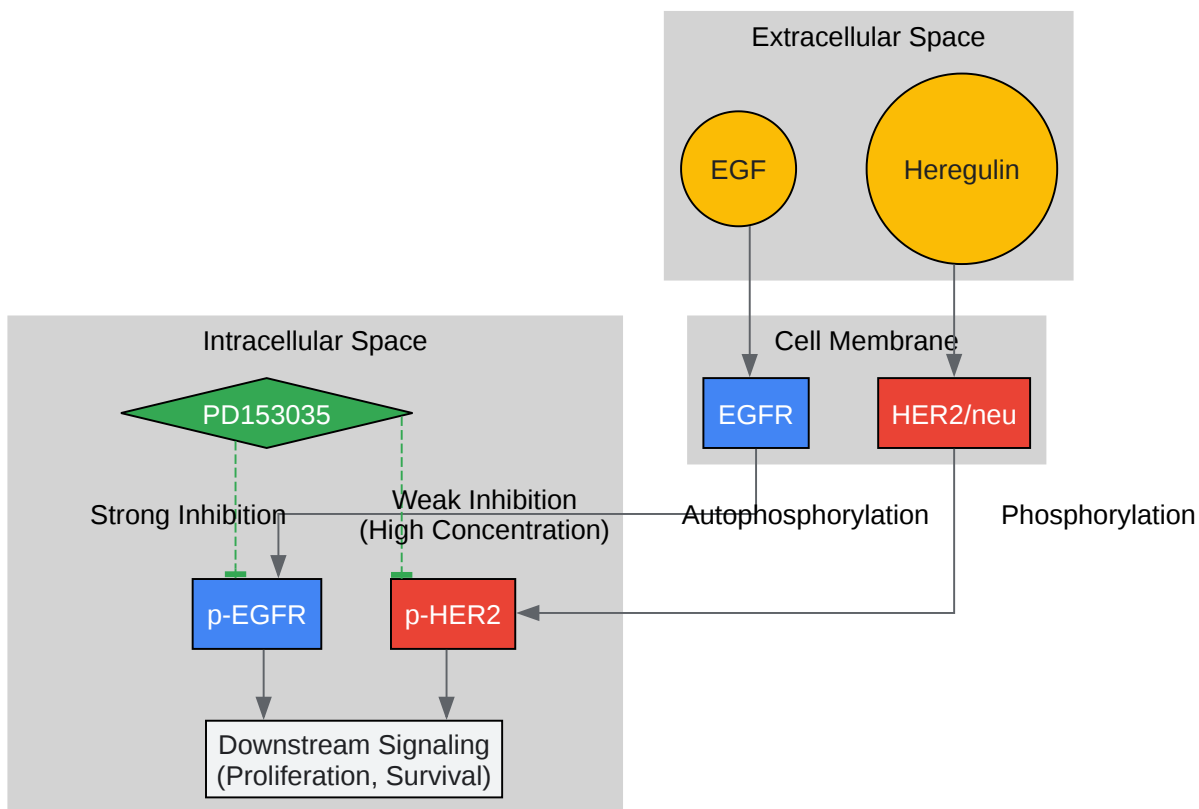 Extracellular Space
EGF
Heregulin
Intracellular Space
Cell Membrane
PD153035
EGFR
HER2/neu
Strong Inhibition
Weak Inhibition
(High Concentration)
Autophosphorylation
Phosphorylation
p-EGFR
p-HER2
Downstream Signaling
(Proliferation, Survival)